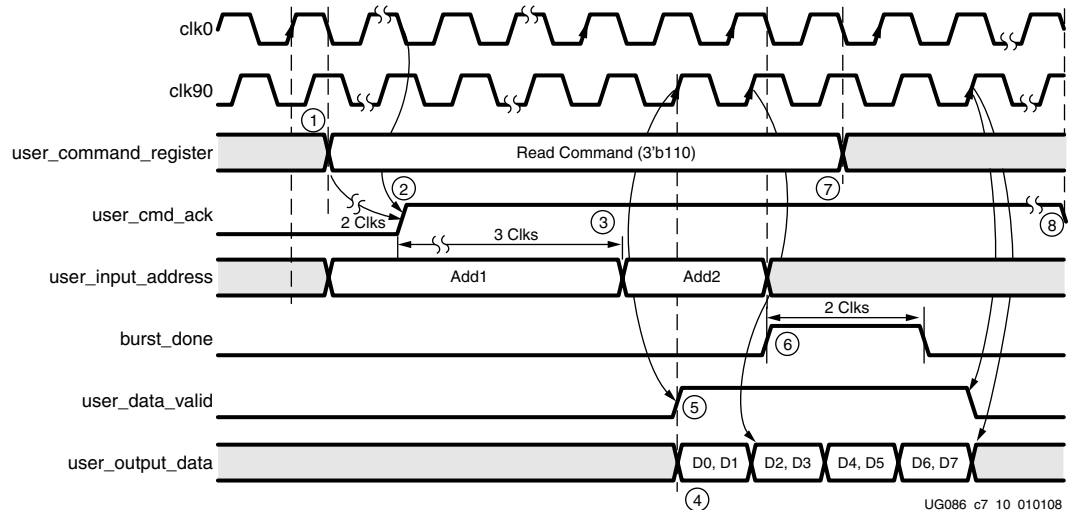 clk0
clk90
1
user_command_register
Read Command (3'b110)
2
7
user_cmd_ack
2 Clks
3
8
3 Clks
user_input_address
Add1
Add2
2 Clks
burst_done
6
user_data_valid
5
user_output_data
D0, D1
D2, D3
D4, D5
D6, D7
4
UG086_c7_10_010108